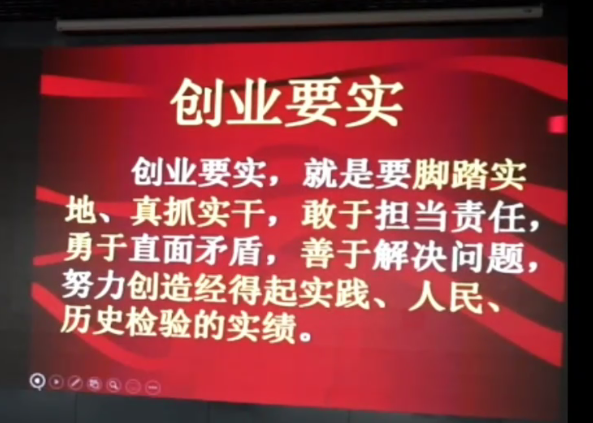 创业要实
创业要实，就是要脚踏实
地、真抓实干，敢于担当责任，
勇于直面矛盾，善于解决问题，
努力创造经得起实践、人民、
历史检验的实绩。